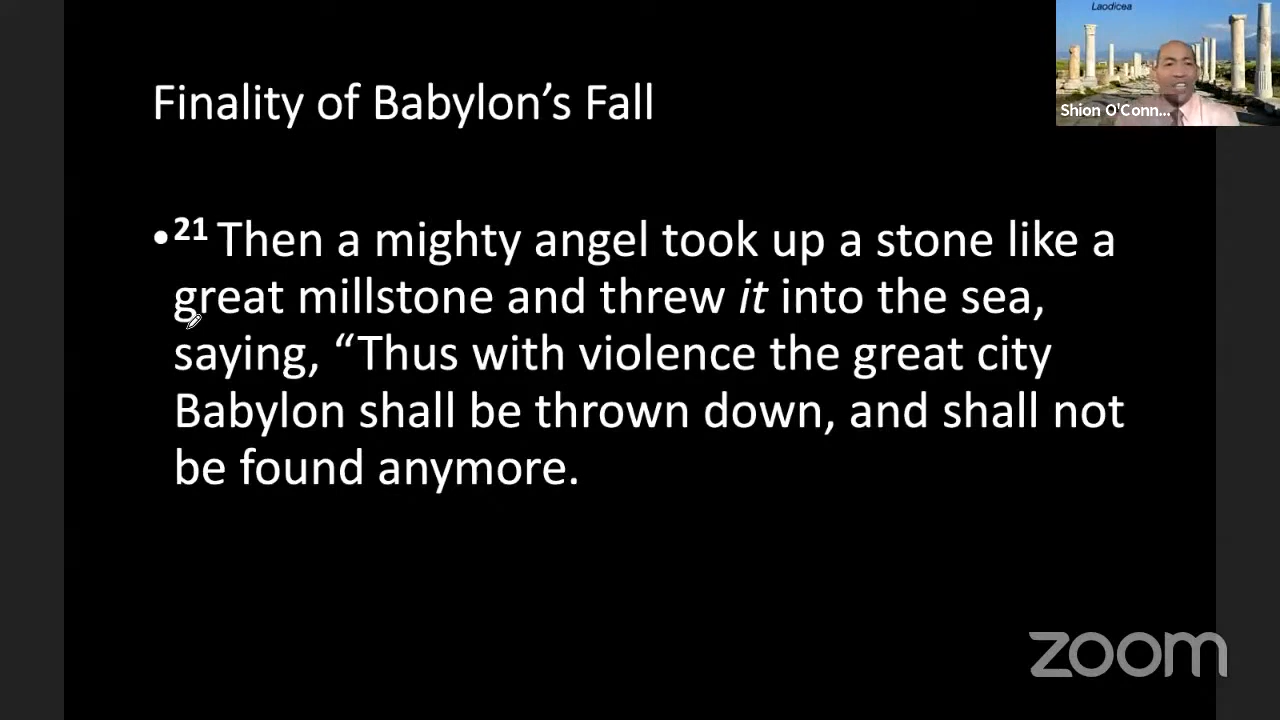 Laodicea
Shion O'Conn...
Finality of Babylon’s Fall
•21 Then a mighty angel took up a stone like a
great millstone and threw it into the sea,
saying, “Thus with violence the great city
Babylon shall be thrown down, and shall not
be found anymore.
zoom